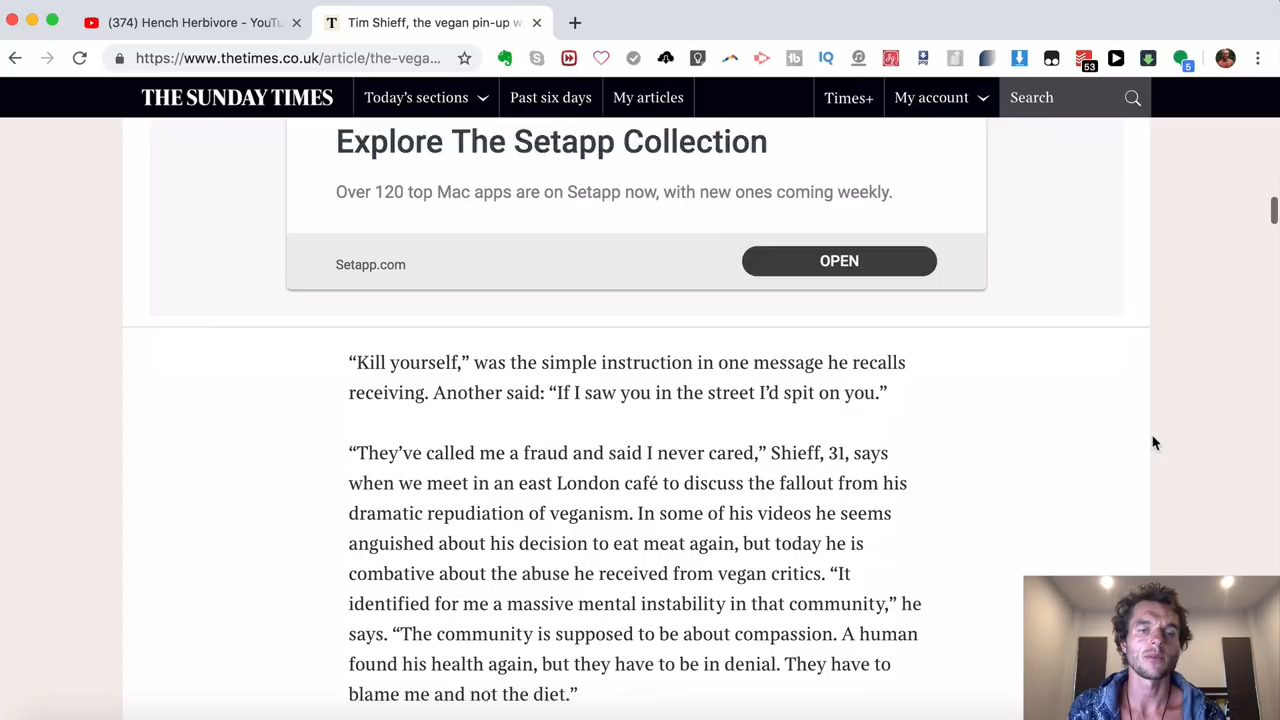 (374) Hench Herbivore - YouTu
T Tim Shieff, the vegan pin-up w
https://www.thetimes.co.uk/article/the-vega...
53
5
THE SUNDAY TIMES Today's sections Past six days My articles Times+ My account Search
Explore The Setapp Collection
Over 120 top Mac apps are on Setapp now, with new ones coming weekly.
Setapp.com OPEN
“Kill yourself,” was the simple instruction in one message he recalls
receiving. Another said: “If I saw you in the street I’d spit on you.”
“They’ve called me a fraud and said I never cared,” Shieff, 31, says
when we meet in an east London café to discuss the fallout from his
dramatic repudiation of veganism. In some of his videos he seems
anguished about his decision to eat meat again, but today he is
combative about the abuse he received from vegan critics. “It
identified for me a massive mental instability in that community,” he
says. “The community is supposed to be about compassion. A human
found his health again, but they have to be in denial. They have to
blame me and not the diet.”